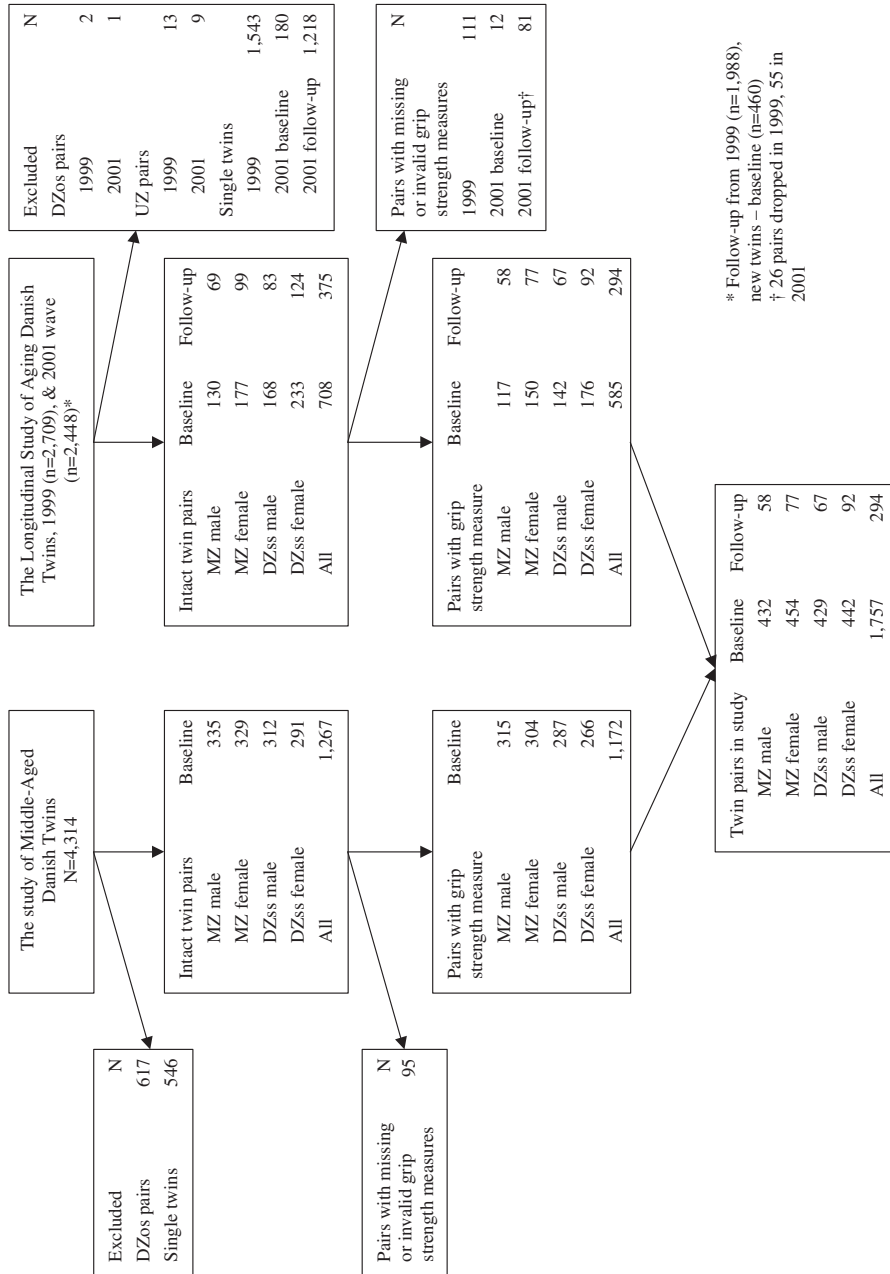 The study of Middle-Aged
Danish Twins
N=4,314
Excluded N
DZos pairs 617
Single twins 546
Intact twin pairs Baseline
MZ male 335
MZ female 329
DZss male 312
DZss female 291
All 1,267
Pairs with missing N
or invalid grip 95
strength measures
Pairs with grip Baseline
strength measure
MZ male 315
MZ female 304
DZss male 287
DZss female 266
All 1,172
The Longitudinal Study of Aging Danish
Twins, 1999 (n=2,709), & 2001 wave
(n=2,448)*
Excluded N
DZos pairs
1999 2
2001 1
UZ pairs
1999 13
2001 9
Single twins
1999 1,543
2001 baseline 180
2001 follow-up 1,218
Intact twin pairs Baseline Follow-up
MZ male 130 69
MZ female 177 99
DZss male 168 83
DZss female 233 124
All 708 375
Pairs with missing N
or invalid grip
strength measures
1999 111
2001 baseline 12
2001 follow-up† 81
Pairs with grip Baseline Follow-up
strength measure
MZ male 117 58
MZ female 150 77
DZss male 142 67
DZss female 176 92
All 585 294
Twin pairs in study Baseline Follow-up
MZ male 432 58
MZ female 454 77
DZss male 429 67
DZss female 442 92
All 1,757 294
* Follow-up from 1999 (n=1,988),
new twins – baseline (n=460)
† 26 pairs dropped in 1999, 55 in
2001